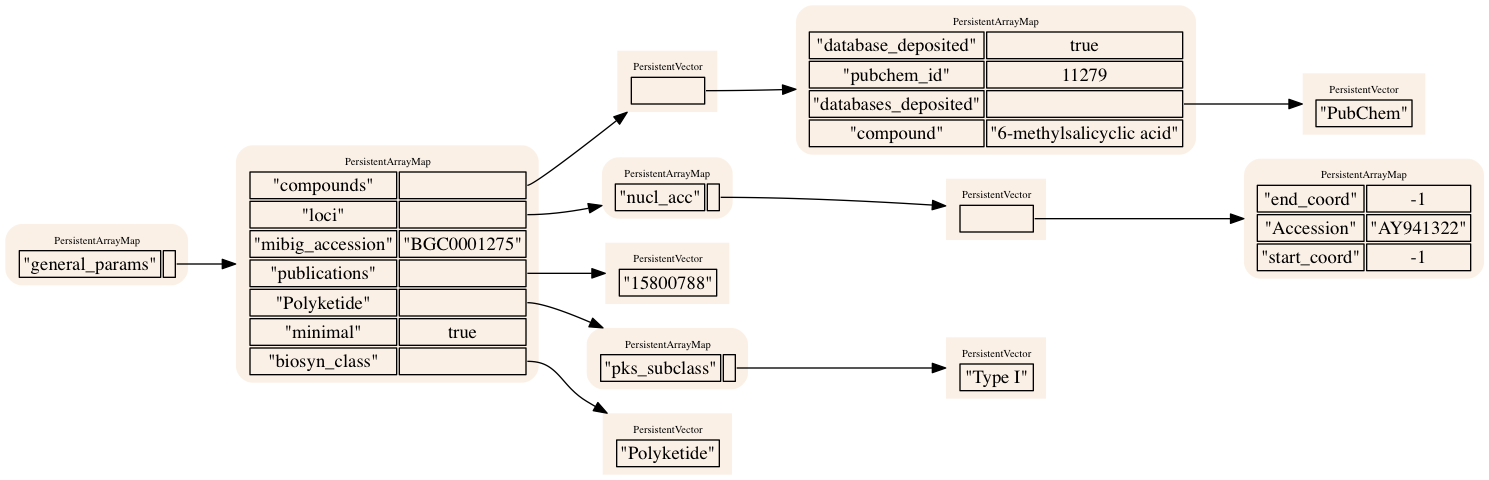 PersistentArrayMap
"general_params"
PersistentArrayMap
"compounds"
"loci"
"mibig_accession" "BGC0001275"
"publications"
"Polyketide"
"minimal" true
"biosyn_class"
PersistentVector
PersistentArrayMap
"database_deposited" true
"pubchem_id" 11279
"databases_deposited"
"compound" "6-methylsalicyclic acid"
PersistentVector
"PubChem"
PersistentArrayMap
"nucl_acc"
PersistentVector
PersistentArrayMap
"end_coord" -1
"Accession" "AY941322"
"start_coord" -1
PersistentVector
"15800788"
PersistentArrayMap
"pks_subclass"
PersistentVector
"Type I"
PersistentVector
"Polyketide"